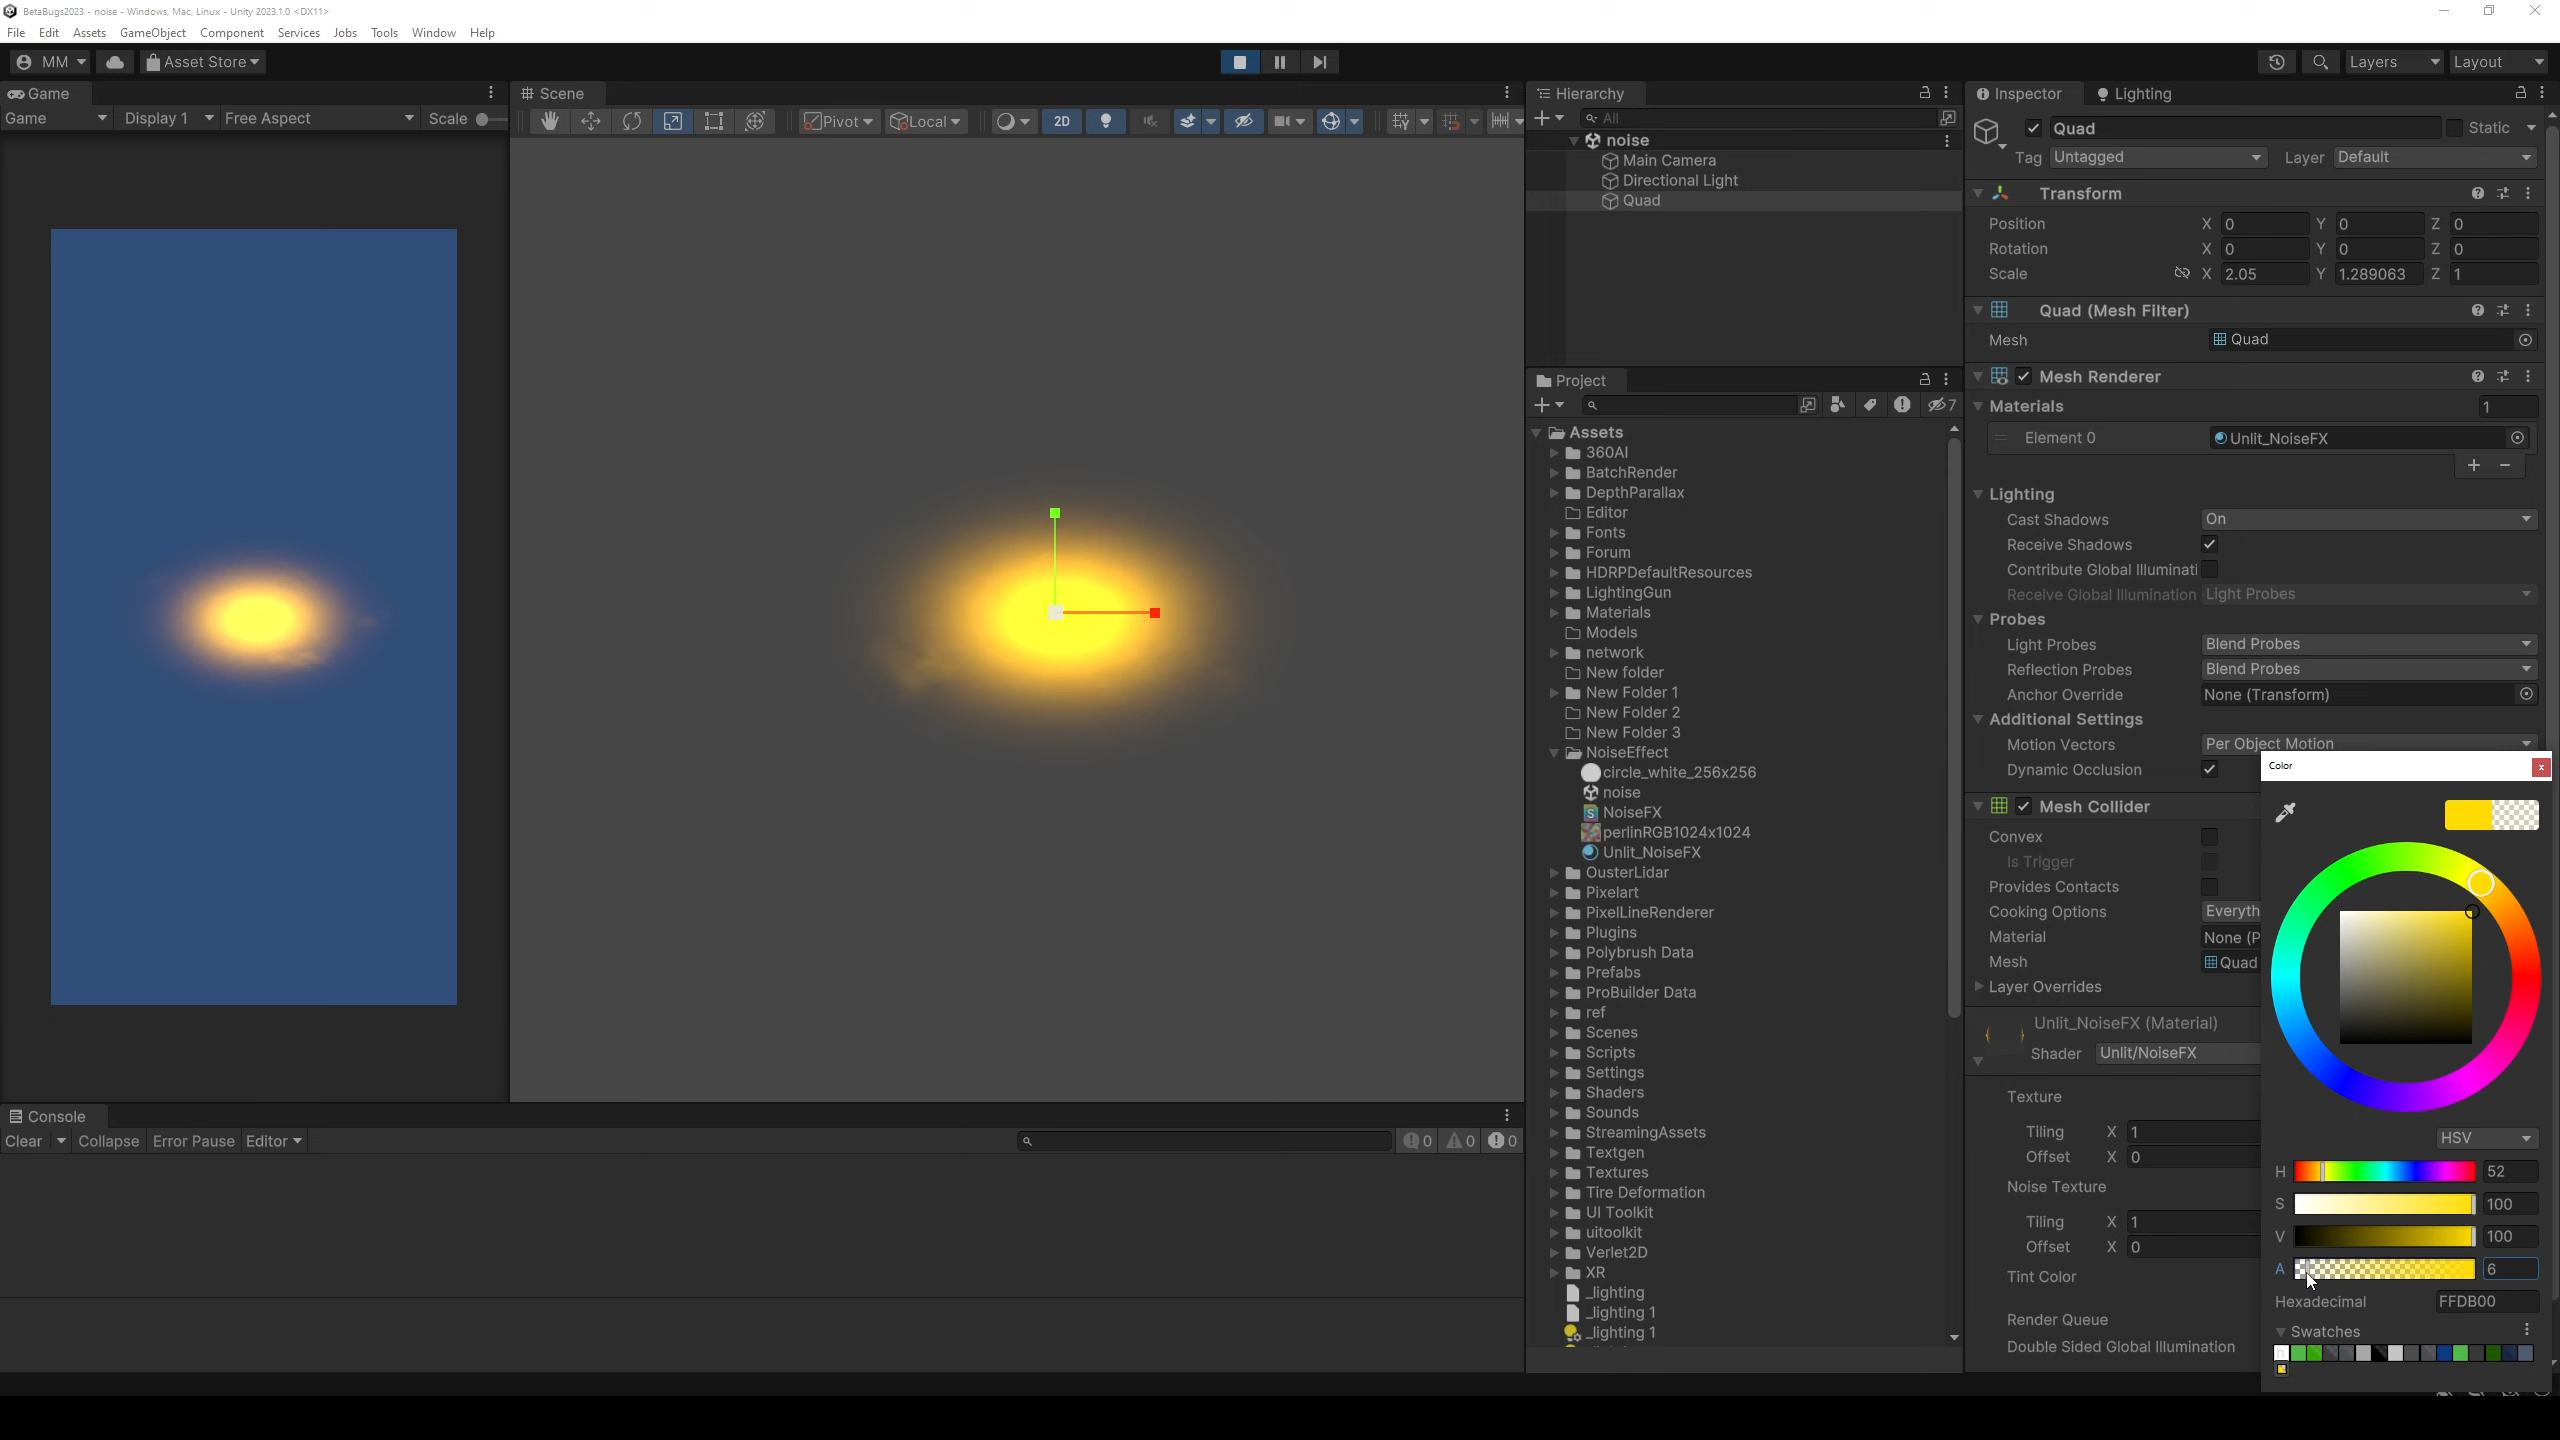 BetaBugs2023 - noise - Windows, Mac, Linux - Unity 2023.1.0 <DX11>
File Edit Assets GameObject Component Services Jobs Tools Window Help
MM Asset Store Layers Layout
Game
Game Display 1 Free Aspect Scale
Scene
Pivot Local 2D
Hierarchy
All
noise
Main Camera
Directional Light
Quad
Project
7
Assets
360AI
BatchRender
DepthParallax
Editor
Fonts
Forum
HDRPDefaultResources
LightingGun
Materials
Models
network
New folder
New Folder 1
New Folder 2
New Folder 3
NoiseEffect
circle_white_256x256
noise
NoiseFX
perlinRGB1024x1024
Unlit_NoiseFX
OusterLidar
Pixelart
PixelLineRenderer
Plugins
Polybrush Data
Prefabs
ProBuilder Data
ref
Scenes
Scripts
Settings
Shaders
Sounds
StreamingAssets
Textgen
Textures
Tire Deformation
UI Toolkit
uitoolkit
Verlet2D
XR
_lighting
_lighting 1
_lighting 1
Inspector Lighting
Quad Static
Tag Untagged Layer Default
Transform
Position X 0 Y 0 Z 0
Rotation X 0 Y 0 Z 0
Scale X 2.05 Y 1.289063 Z 1
Quad (Mesh Filter)
Mesh Quad
Mesh Renderer
Materials 1
Element 0 Unlit_NoiseFX
Lighting
Cast Shadows On
Receive Shadows
Contribute Global Illuminati
Receive Global Illumination Light Probes
Probes
Light Probes Blend Probes
Reflection Probes Blend Probes
Anchor Override None (Transform)
Additional Settings
Motion Vectors Per Object Motion
Dynamic Occlusion
Mesh Collider
Convex
Is Trigger
Provides Contacts
Cooking Options Everyth
Material None (P
Mesh Quad
Layer Overrides
Unlit_NoiseFX (Material)
Shader Unlit/NoiseFX
Texture
Tiling X 1
Offset X 0
Noise Texture
Tiling X 1
Offset X 0
Tint Color
Render Queue
Double Sided Global Illumination
Color
HSV
H 52
S 100
V 100
A 6
Hexadecimal FFDB00
Swatches
Console
Clear Collapse Error Pause Editor 0 0 0